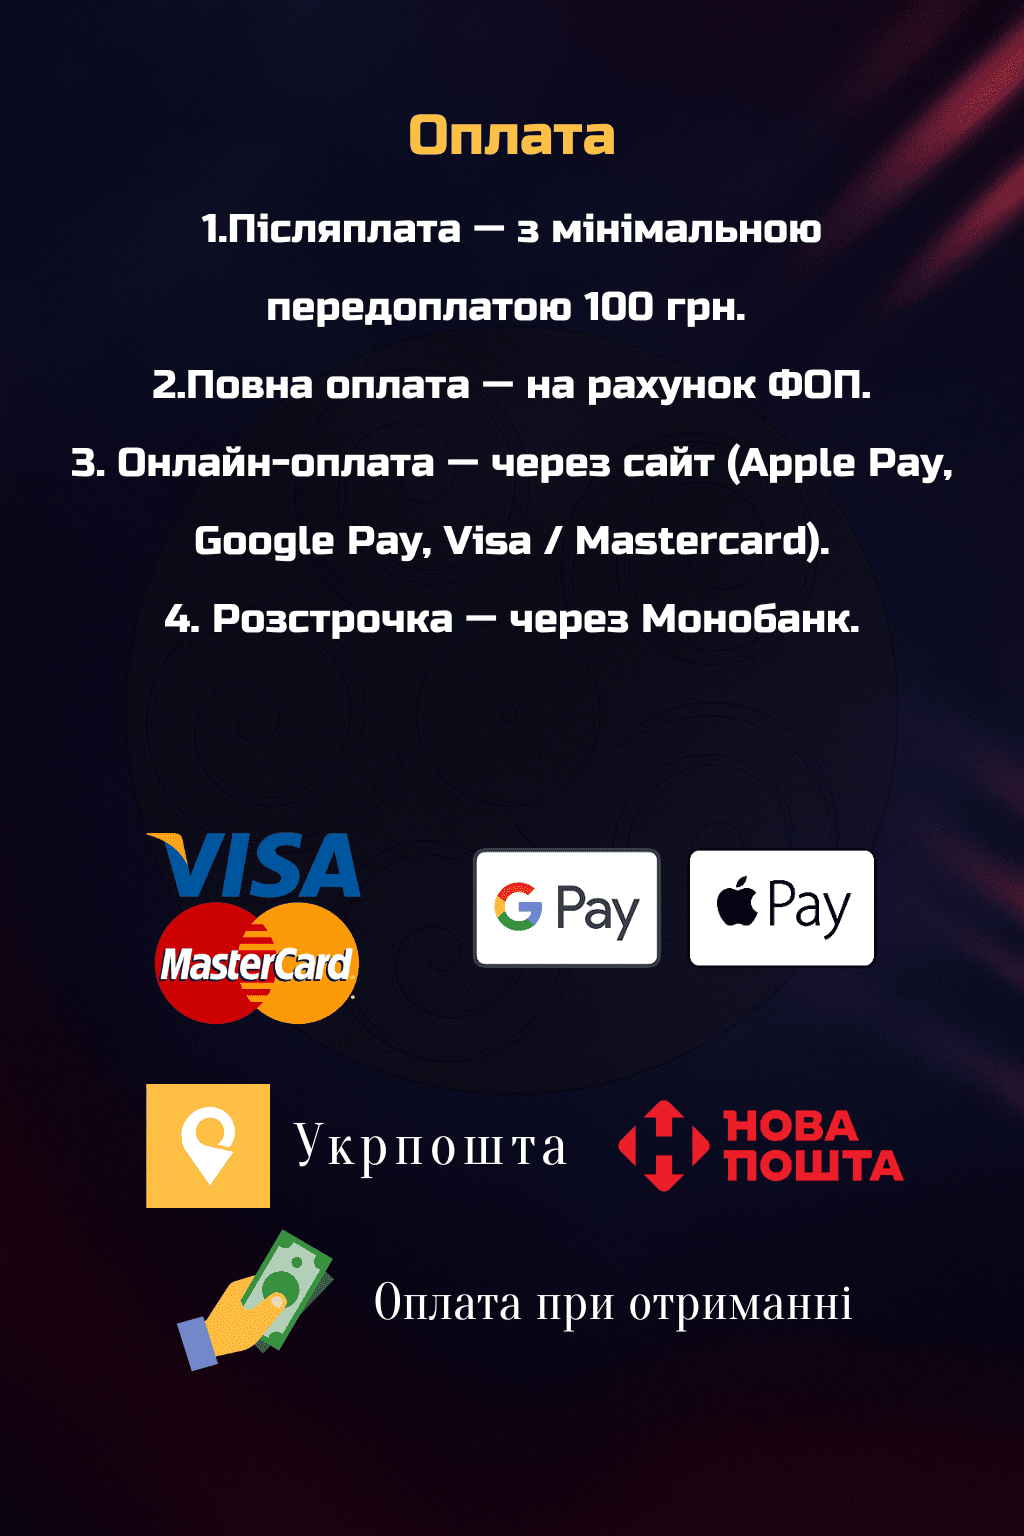 Оплата
1.Післяплата — з мінімальною
передоплатою 100 грн.
2.Повна оплата — на рахунок ФОП.
3. Онлайн-оплата — через сайт (Apple Pay,
Google Pay, Visa / Mastercard).
4. Розстрочка — через Монобанк.
VISA
MasterCard
G Pay
Pay
Укрпошта
НОВА
ПОШТА
Оплата при отриманні